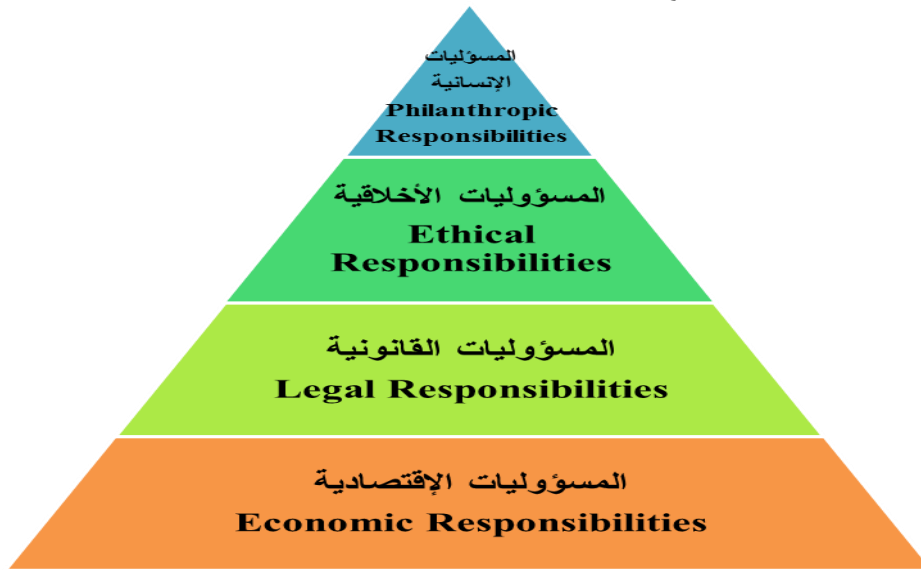 المسؤليات
الإنسانية
Philanthropic
Responsibilities
المسؤوليات الأخلاقية
Ethical
Responsibilities
المسؤوليات القانونية
Legal Responsibilities
المسؤوليات الإقتصادية
Economic Responsibilities